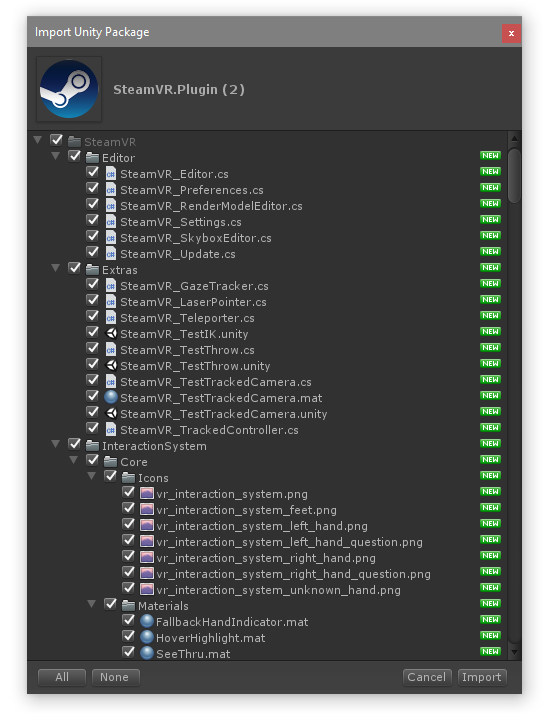 Import Unity Package x
SteamVR.Plugin (2)
SteamVR
Editor NEW
c# SteamVR_Editor.cs NEW
c# SteamVR_Preferences.cs NEW
c# SteamVR_RenderModelEditor.cs NEW
c# SteamVR_Settings.cs NEW
c# SteamVR_SkyboxEditor.cs NEW
c# SteamVR_Update.cs NEW
Extras NEW
c# SteamVR_GazeTracker.cs NEW
c# SteamVR_LaserPointer.cs NEW
c# SteamVR_Teleporter.cs NEW
SteamVR_TestIK.unity NEW
c# SteamVR_TestThrow.cs NEW
SteamVR_TestThrow.unity NEW
c# SteamVR_TestTrackedCamera.cs NEW
SteamVR_TestTrackedCamera.mat NEW
SteamVR_TestTrackedCamera.unity NEW
c# SteamVR_TrackedController.cs NEW
InteractionSystem NEW
Core NEW
Icons NEW
vr_interaction_system.png NEW
vr_interaction_system_feet.png NEW
vr_interaction_system_left_hand.png NEW
vr_interaction_system_left_hand_question.png NEW
vr_interaction_system_right_hand.png NEW
vr_interaction_system_right_hand_question.png NEW
vr_interaction_system_unknown_hand.png NEW
Materials NEW
FallbackHandIndicator.mat NEW
HoverHighlight.mat NEW
SeeThru.mat NEW
All None Cancel Import